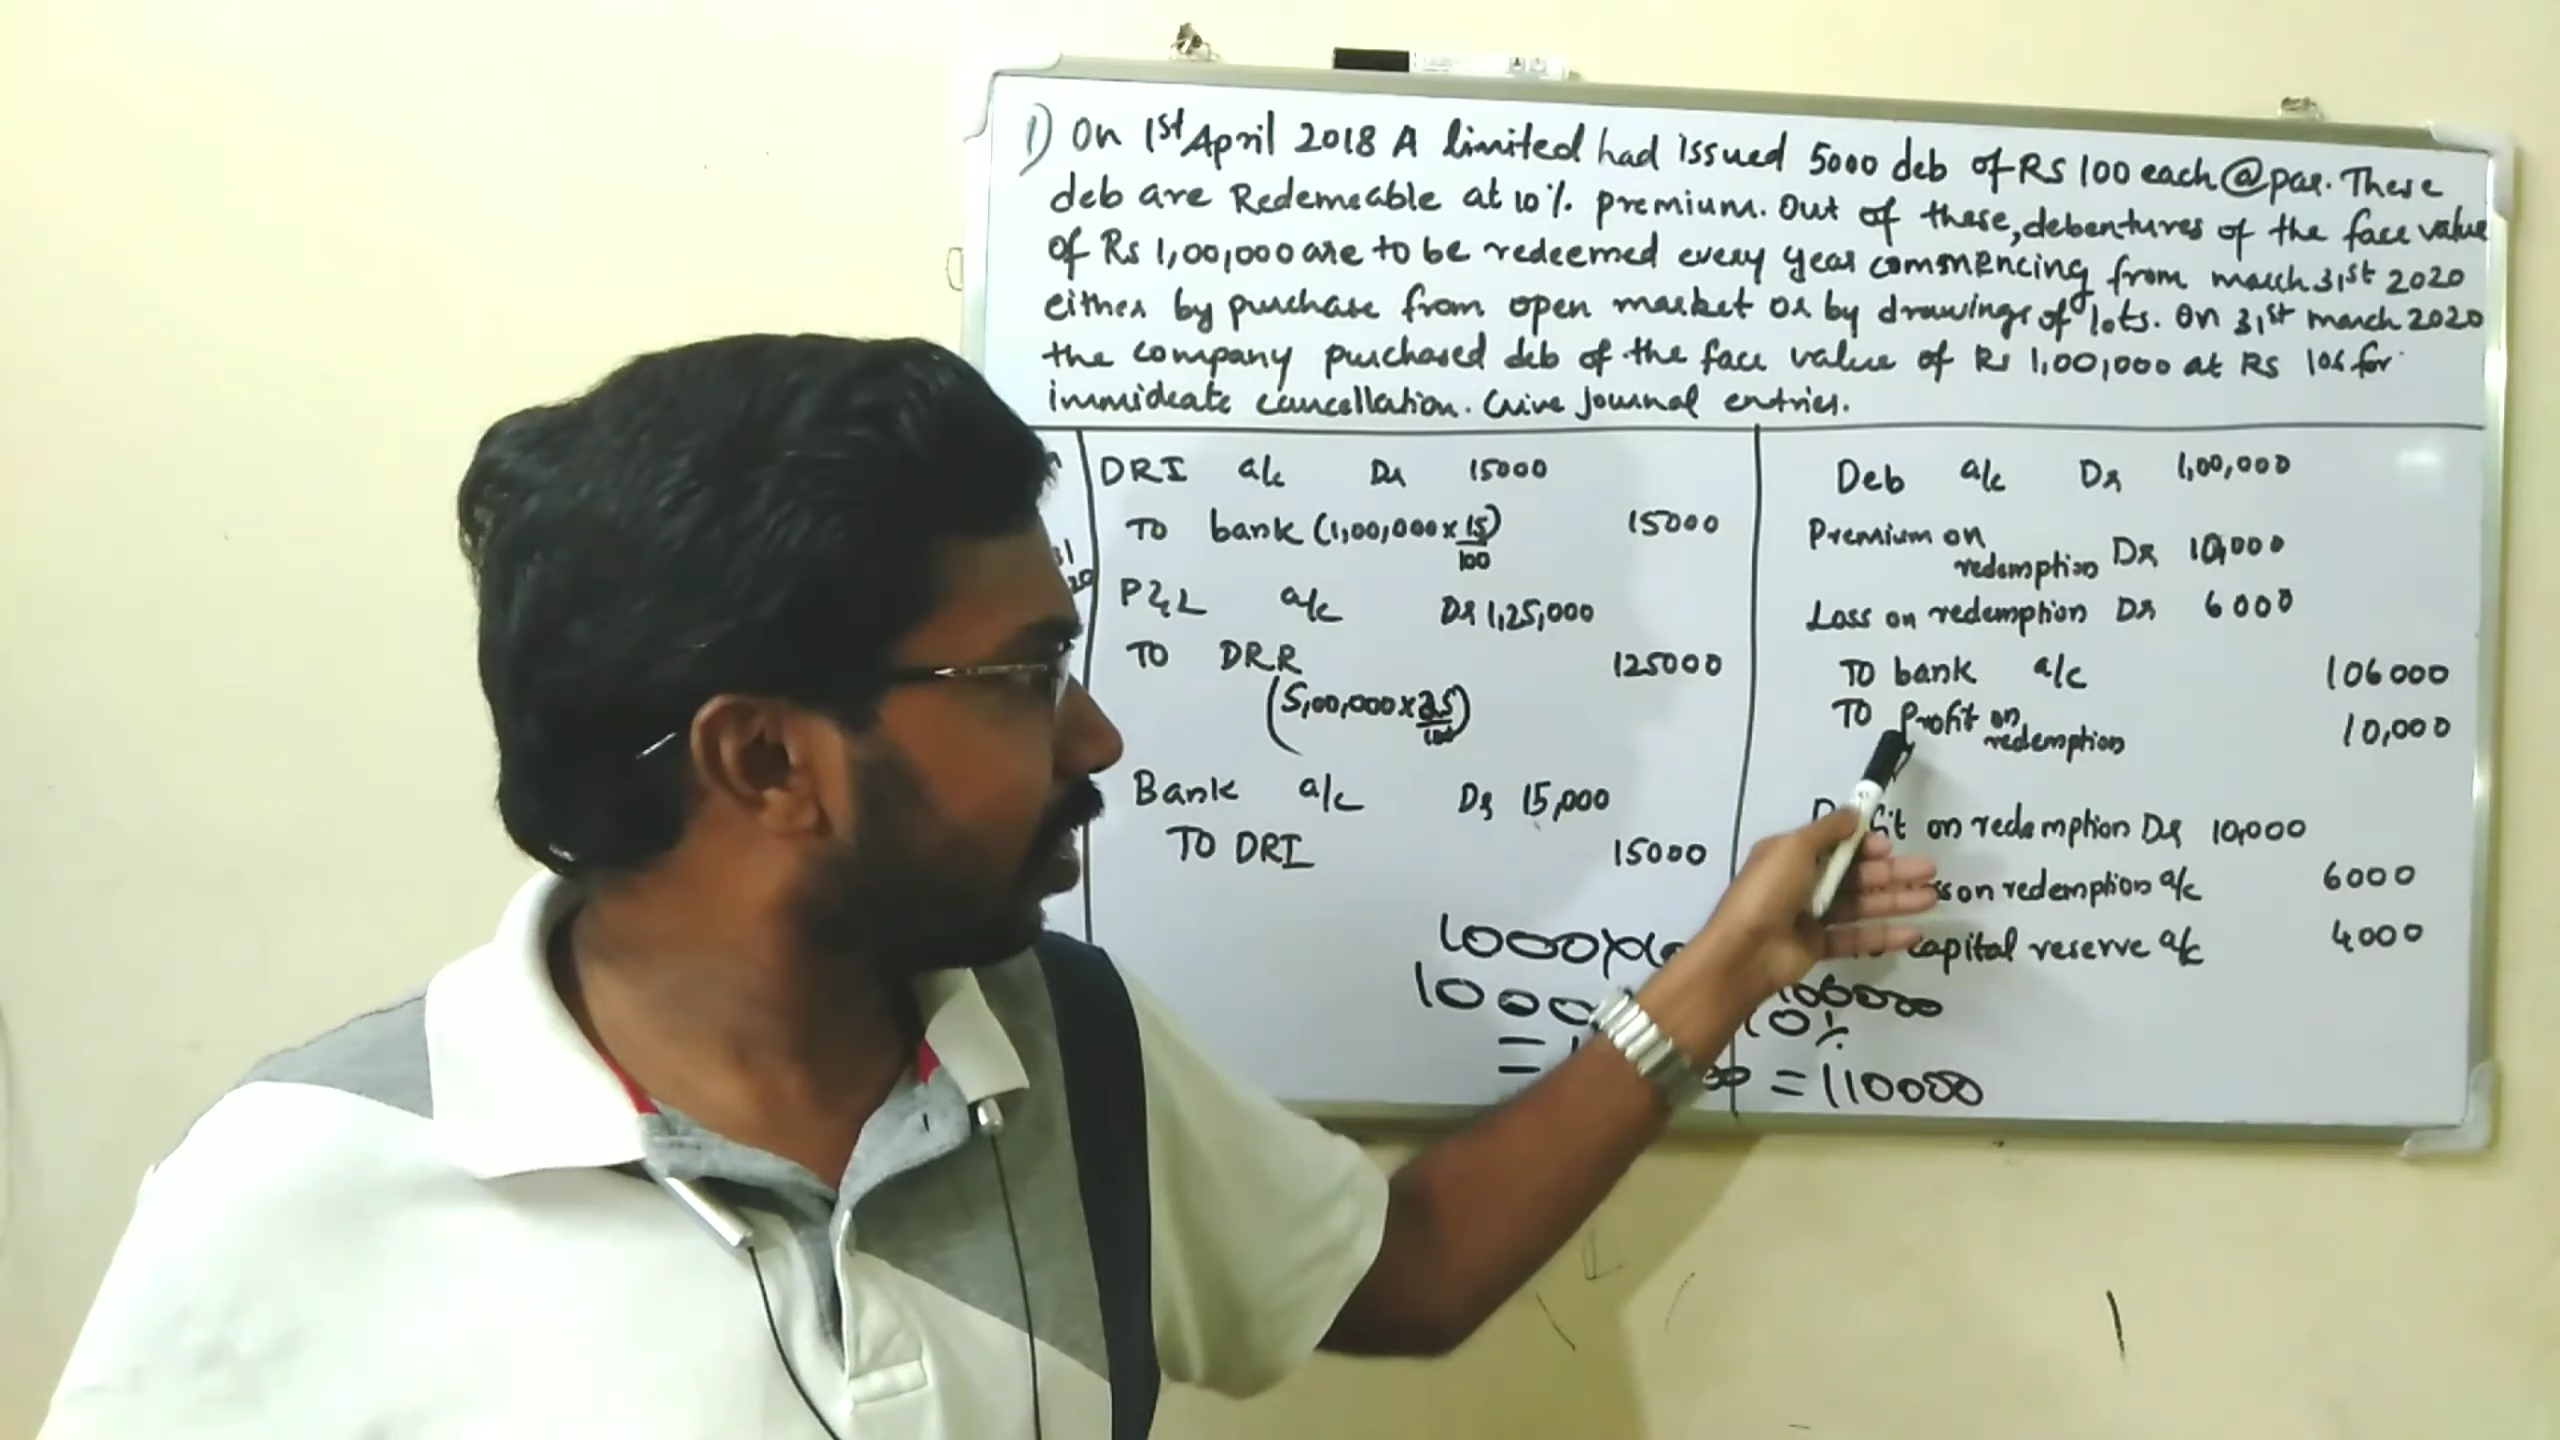 1) On 1st April 2018 A limited had issued 5000 deb of RS 100 each @ par. These
deb are Redemeable at 10% premium. Out of these, debentures of the face value
of Rs 1,00,000 are to be redeemed every year commencing from march 31st 2020
either by purchase from open market or by drawings of lots. On 31st march 2020
the company purchased deb of the face value of Rs 1,00,000 at RS 106 for
immideate cancellation. Give Journal entries.
DRI a/c Dr 15000
To bank (1,00,000 x 15/100) 15000
P&L a/c Dr 1,25,000
TO DRR 125000
(5,00,000 x 25/100)
Bank a/c Dr 15,000
TO DRI 15000
1000x10
1000
=
Deb a/c Dr 1,00,000
Premium on
redemption Dr 10,000
Loss on redemption Dr 6000
TO bank a/c 106000
TO Profit on
redemption 10,000
on redemption Dr 10,000
on redemption a/c 6000
capital reserve a/c 4000
100000
10%
= 110000